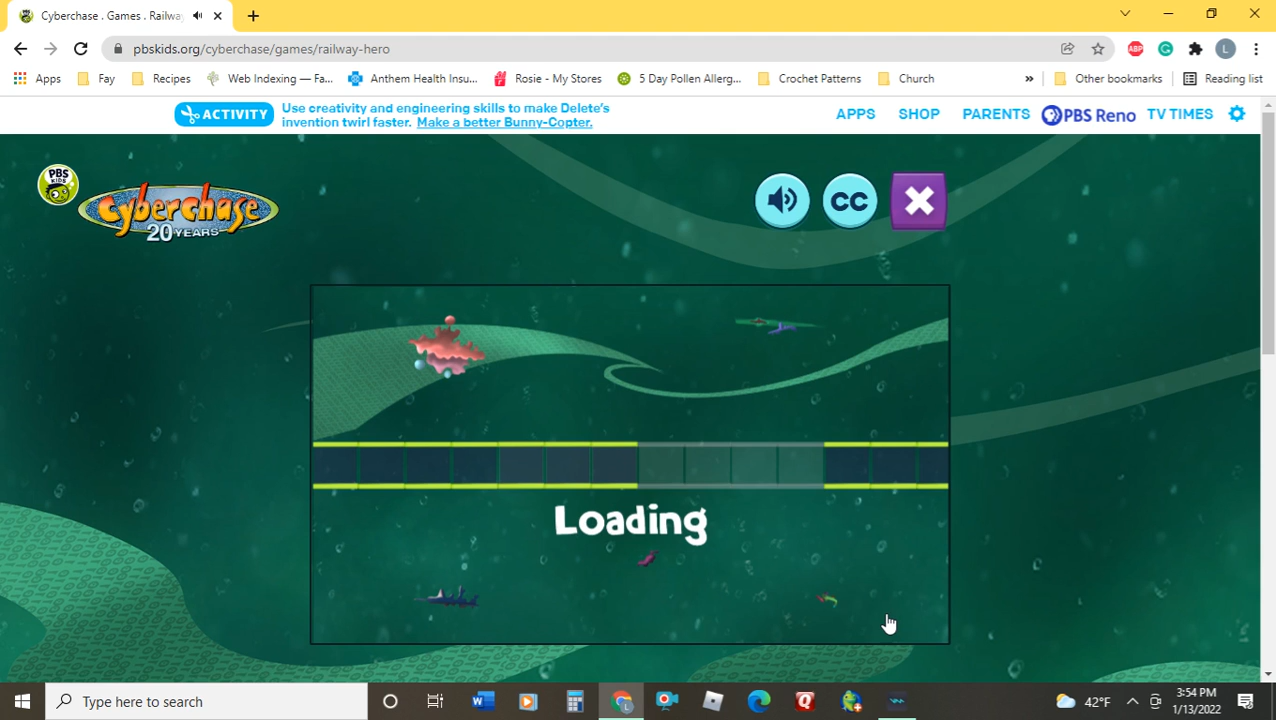 Cyberchase . Games . Railwa
pbskids.org/cyberchase/games/railway-hero
ABP
L
Apps
Fay
Recipes
Web Indexing — Fa...
Anthem Health Insu...
Rosie - My Stores
5 Day Pollen Allerg...
Crochet Patterns
Church
»
Other bookmarks
Reading list
ACTIVITY
Use creativity and engineering skills to make Delete's
invention twirl faster. Make a better Bunny-Copter.
APPS
SHOP
PARENTS
PBS Reno
TV TIMES
PBS
KIDS
cyberchase
20 YEARS
CC
Loading
Type here to search
42°F
3:54 PM
1/13/2022